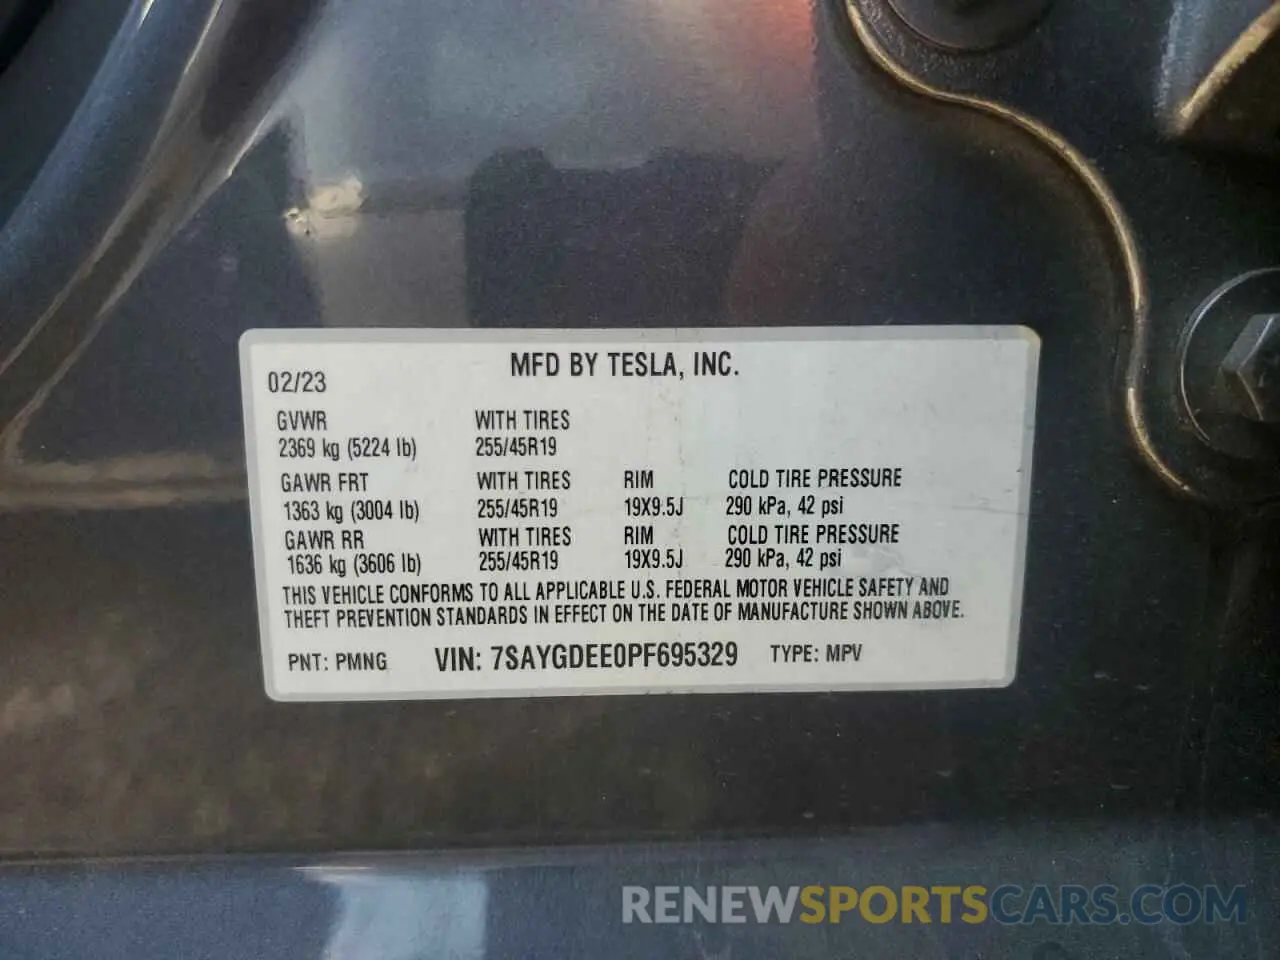 MFD BY TESLA, INC.
02/23
GVWR WITH TIRES
2369 kg (5224 lb) 255/45R19
GAWR FRT WITH TIRES RIM COLD TIRE PRESSURE
1363 kg (3004 lb) 255/45R19 19X9.5J 290 kPa, 42 psi
GAWR RR WITH TIRES RIM COLD TIRE PRESSURE
1636 kg (3606 lb) 255/45R19 19X9.5J 290 kPa, 42 psi
THIS VEHICLE CONFORMS TO ALL APPLICABLE U.S. FEDERAL MOTOR VEHICLE SAFETY AND
THEFT PREVENTION STANDARDS IN EFFECT ON THE DATE OF MANUFACTURE SHOWN ABOVE.
PNT: PMNG VIN: 7SAYGDEE0PF695329 TYPE: MPV
RENEWSPORTSCARS.COM